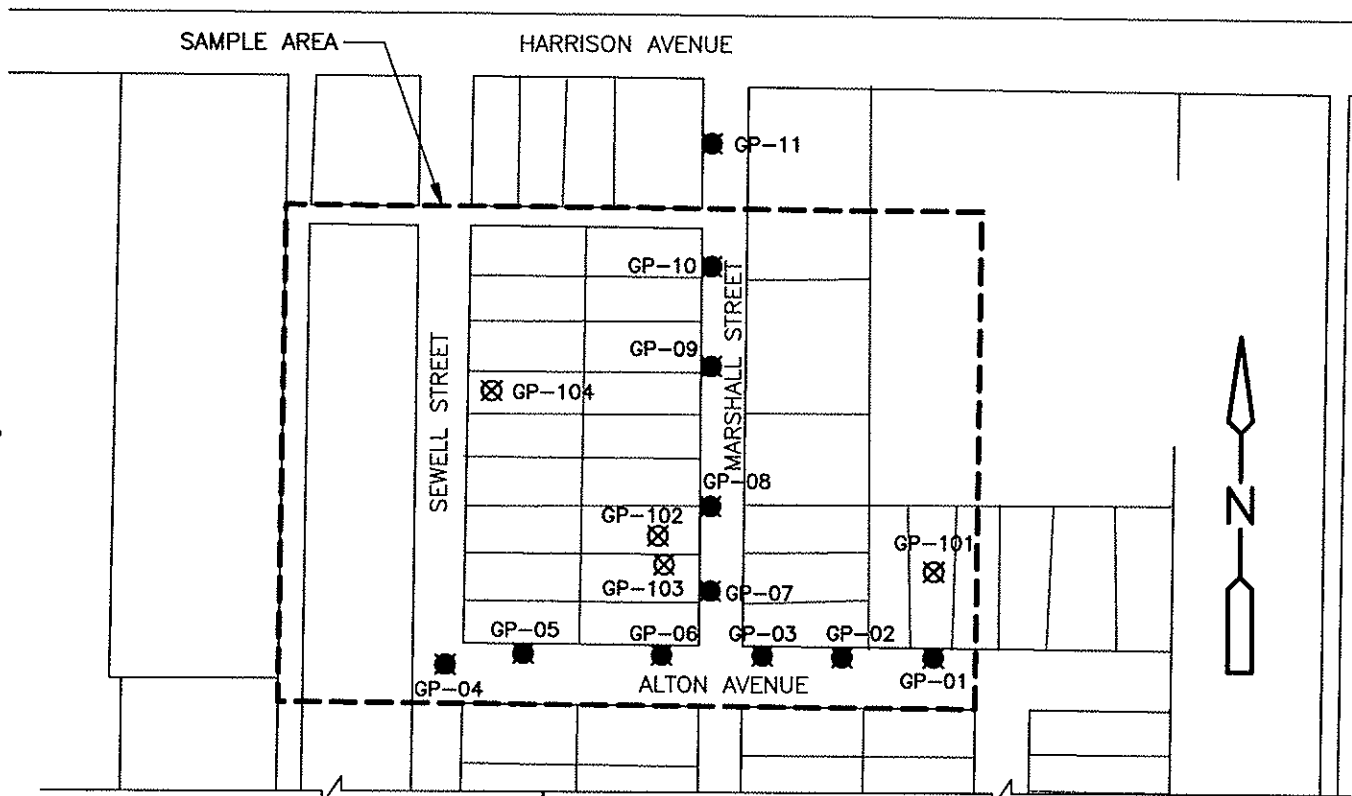 SAMPLE AREA
HARRISON AVENUE
GP-11
GP-10
MARSHALL STREET
GP-09
SEWELL STREET
GP-104
GP-08
GP-102
GP-101
N
GP-103
GP-07
GP-05
GP-06
GP-03
GP-02
GP-04
ALTON AVENUE
GP-01